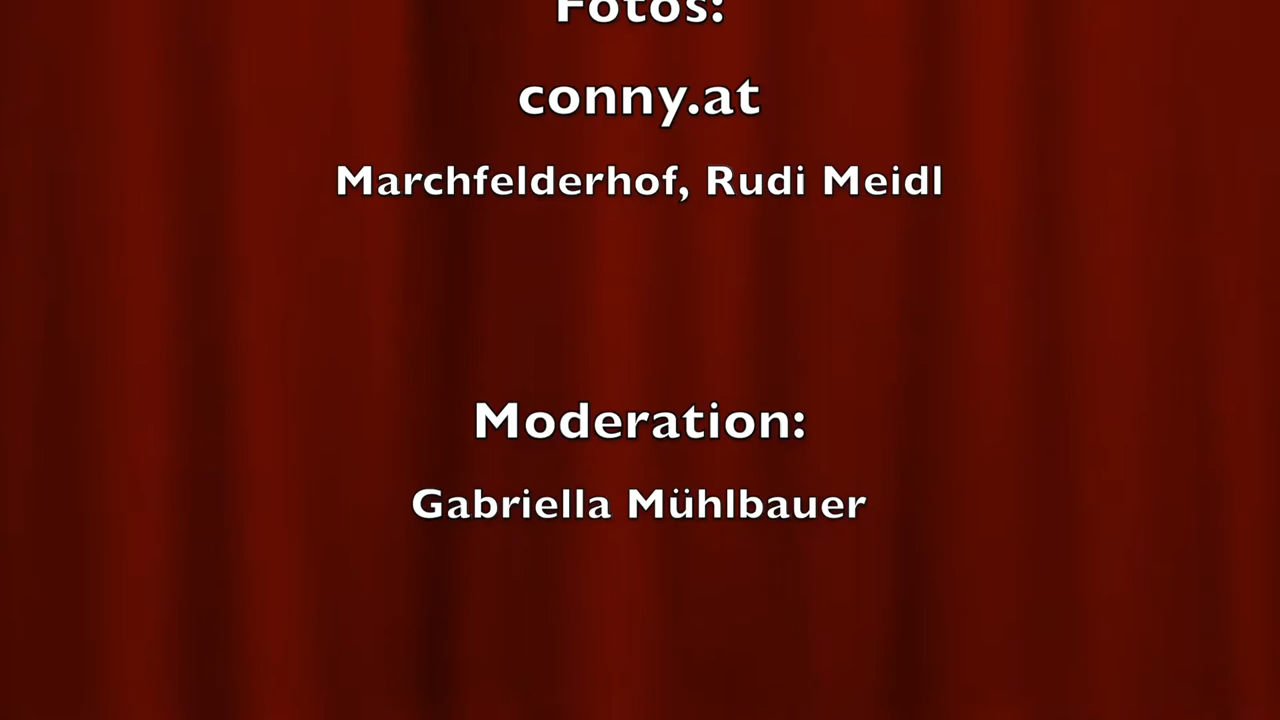 Fotos:
conny.at
Marchfelderhof, Rudi Meidl
Moderation:
Gabriella Mühlbauer